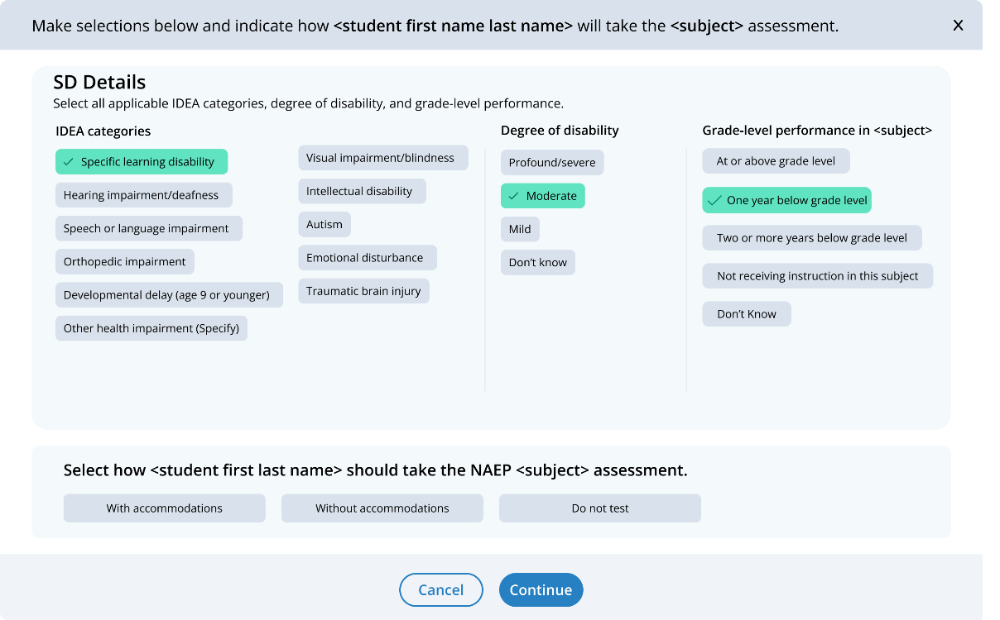 Make selections below and indicate how <student first name last name> will take the <subject> assessment.
X
SD Details
Select all applicable IDEA categories, degree of disability, and grade-level performance.
IDEA categories
Specific learning disability
Hearing impairment/deafness
Speech or language impairment
Orthopedic impairment
Developmental delay (age 9 or younger)
Other health impairment (Specify)
Visual impairment/blindness
Intellectual disability
Autism
Emotional disturbance
Traumatic brain injury
Degree of disability
Profound/severe
Moderate
Mild
Don’t know
Grade-level performance in <subject>
At or above grade level
One year below grade level
Two or more years below grade level
Not receiving instruction in this subject
Don’t Know
Select how <student first last name> should take the NAEP <subject> assessment.
With accommodations
Without accommodations
Do not test
Cancel
Continue